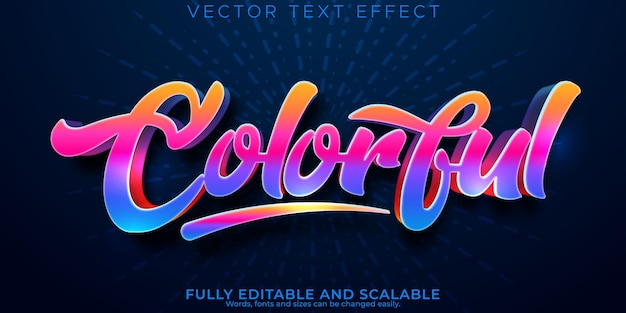 VECTOR TEXT EFFECT
Colorful
FULLY EDITABLE AND SCALABLE
Words, fonts and sizes can be changed easily.